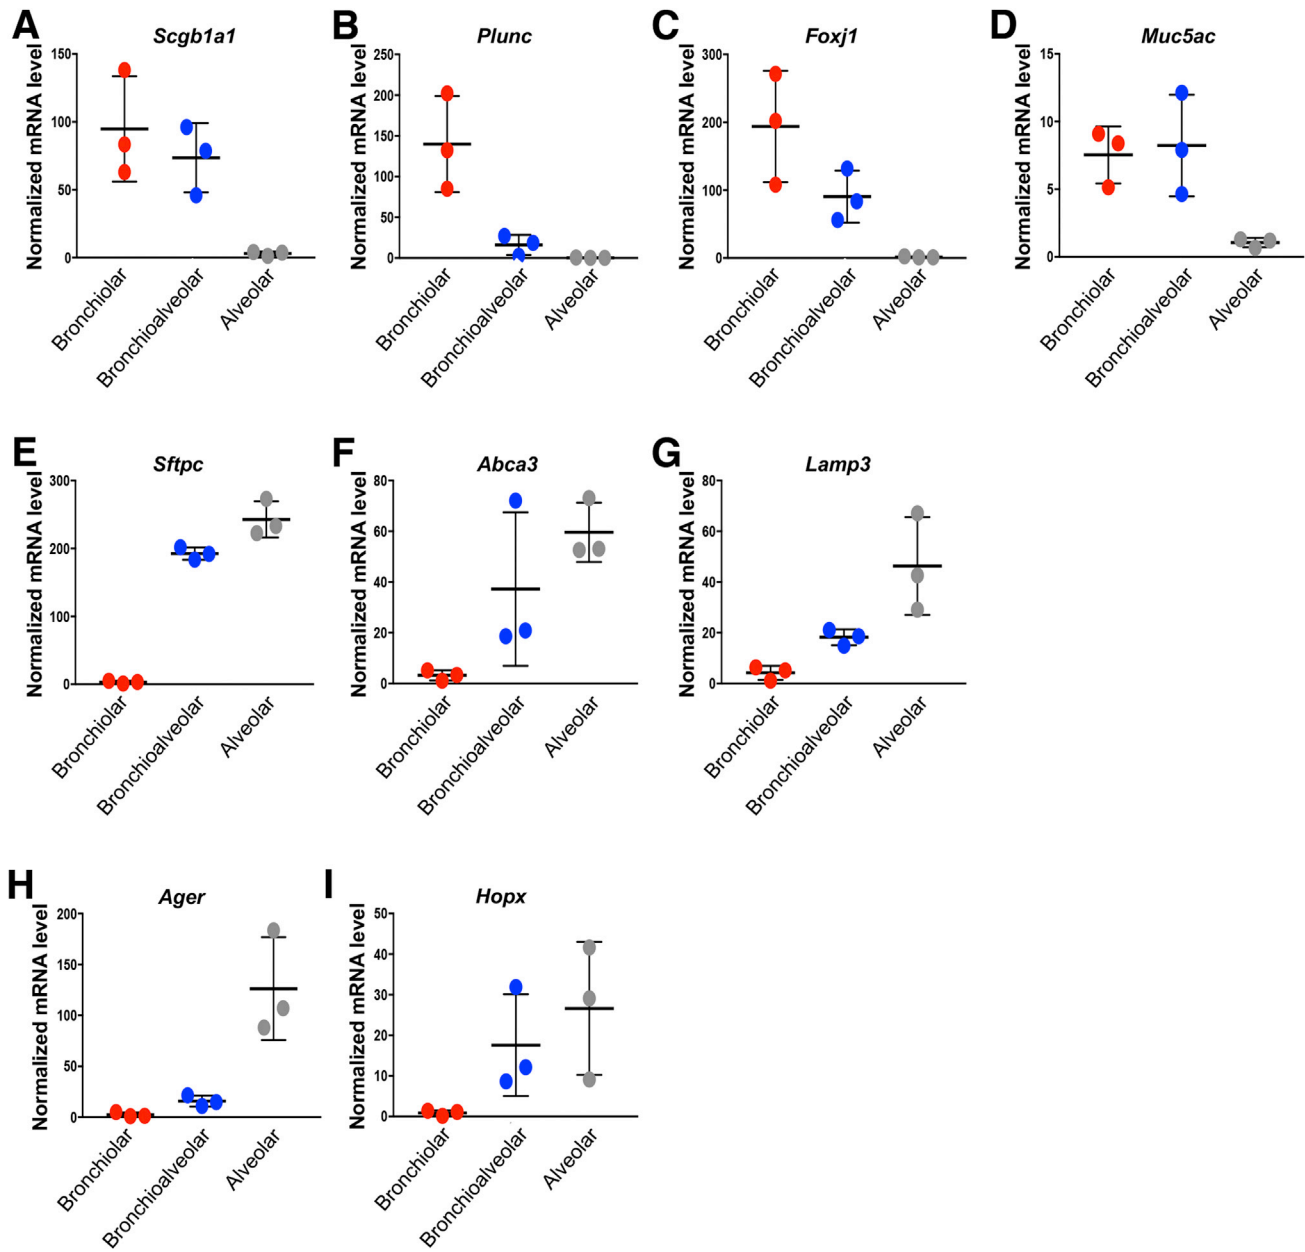 A
Scgb1a1
Normalized mRNA level
150
100
50
0
Bronchiolar
Bronchioalveolar
Alveolar
B
Plunc
Normalized mRNA level
250
200
150
100
50
0
Bronchiolar
Bronchioalveolar
Alveolar
C
Foxj1
Normalized mRNA level
300
200
100
0
Bronchiolar
Bronchioalveolar
Alveolar
D
Muc5ac
Normalized mRNA level
15
10
5
0
Bronchiolar
Bronchioalveolar
Alveolar
E
Sftpc
Normalized mRNA level
300
200
100
0
Bronchiolar
Bronchioalveolar
Alveolar
F
Abca3
Normalized mRNA level
80
60
40
20
0
Bronchiolar
Bronchioalveolar
Alveolar
G
Lamp3
Normalized mRNA level
80
60
40
20
0
Bronchiolar
Bronchioalveolar
Alveolar
H
Ager
Normalized mRNA level
200
150
100
50
0
Bronchiolar
Bronchioalveolar
Alveolar
I
Hopx
Normalized mRNA level
50
40
30
20
10
0
Bronchiolar
Bronchioalveolar
Alveolar